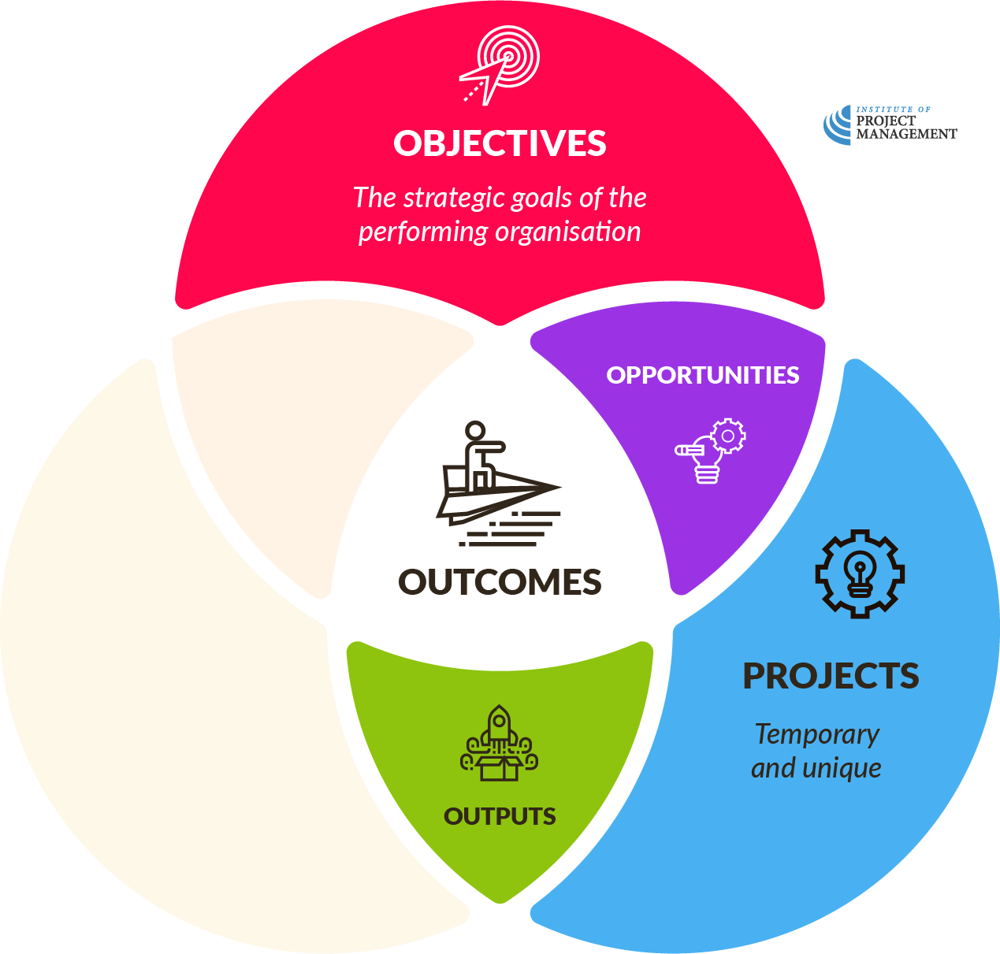 INSTITUTE OF
PROJECT
MANAGEMENT
OBJECTIVES
The strategic goals of the
performing organisation
OPPORTUNITIES
OUTCOMES
PROJECTS
Temporary
and unique
OUTPUTS